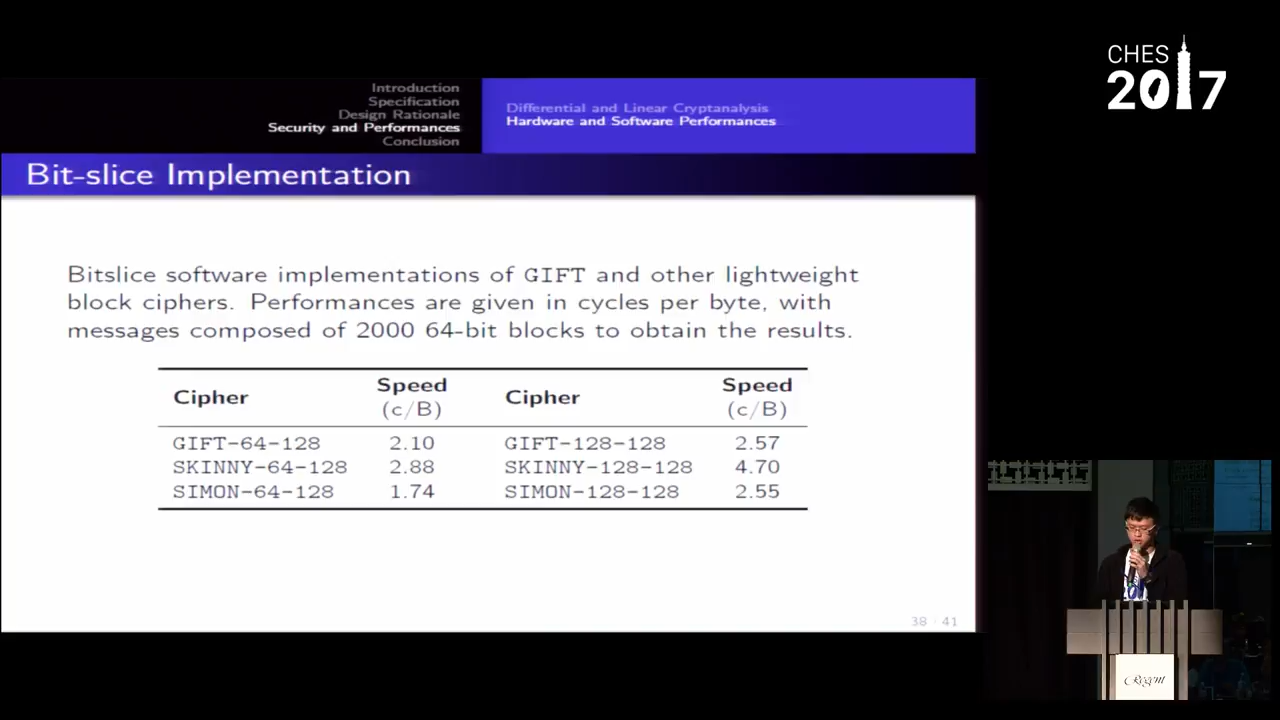 CHES
2017
Introduction
Specification
Design Rationale
Security and Performances
Conclusion
Differential and Linear Cryptanalysis
Hardware and Software Performances
Bit-slice Implementation
Bitslice software implementations of GIFT and other lightweight
block ciphers. Performances are given in cycles per byte, with
messages composed of 2000 64-bit blocks to obtain the results.
Cipher Speed (c/B) Cipher Speed (c/B)
GIFT-64-128 2.10 GIFT-128-128 2.57
SKINNY-64-128 2.88 SKINNY-128-128 4.70
SIMON-64-128 1.74 SIMON-128-128 2.55
38 · 41
Regent